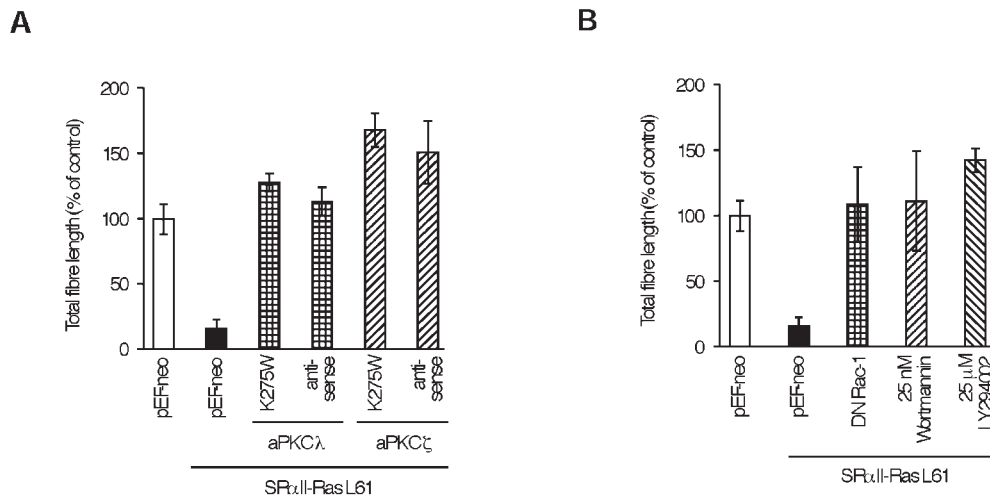 A
Total fibre length (% of control)
200
150
100
50
0
pEF-neo
pEF-neo
K275W
anti-
sense
K275W
anti-
sense
aPKCλ
aPKCζ
SRαII-Ras L61
B
Total fibre length (% of control)
200
150
100
50
0
pEF-neo
pEF-neo
DN Rac-1
25 nM
Wortmannin
25 μM
LY294002
SRαII-Ras L61